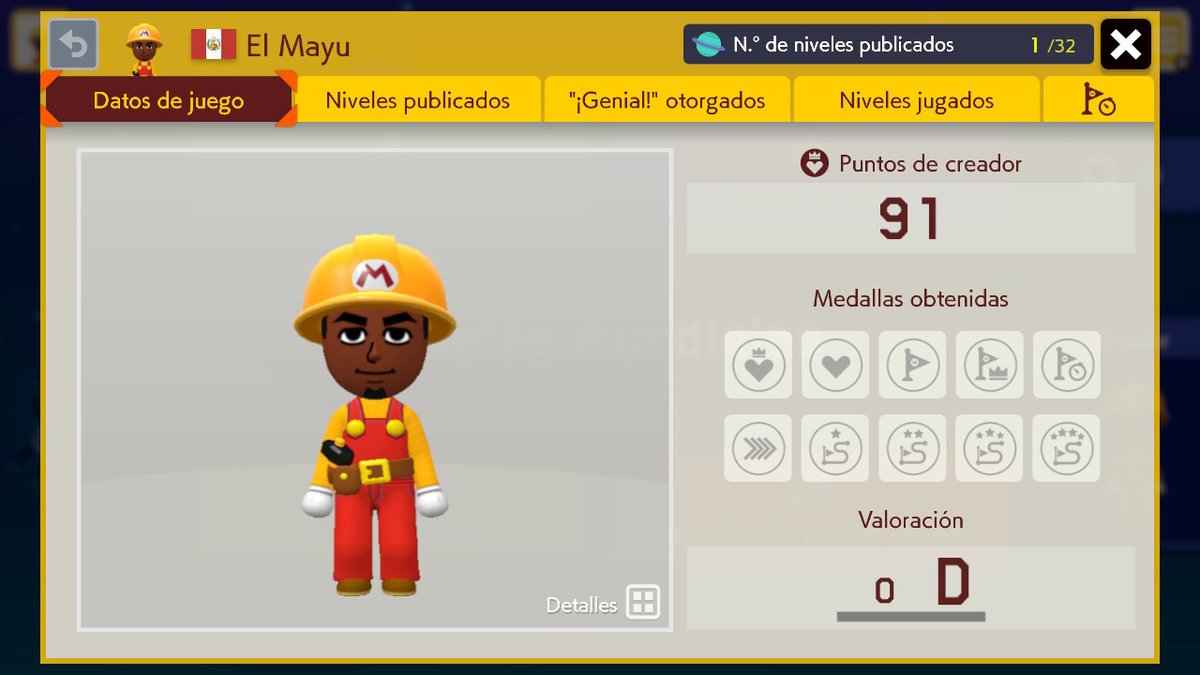 El Mayu
N.° de niveles publicados 1 /32
Datos de juego
Niveles publicados
"¡Genial!" otorgados
Niveles jugados
Puntos de creador
91
Medallas obtenidas
Valoración
0 D
Detalles